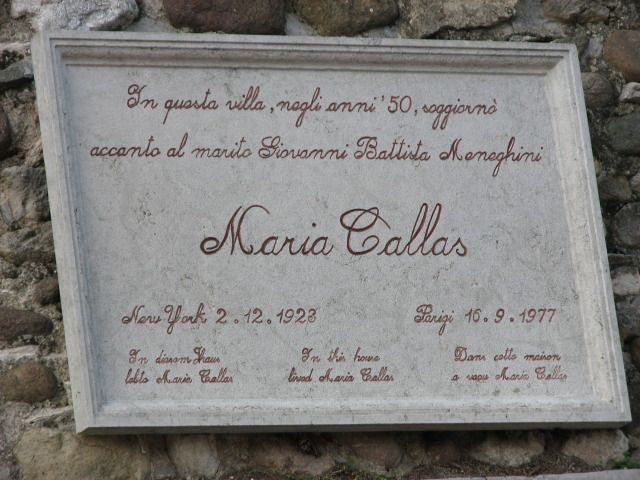 In questa villa, negli anni '50, soggiornò
accanto al marito Giovanni Battista Meneghini
Maria Callas
New York 2.12.1923 Parigi 16.9.1977
In diesem Haus In this house Dans cette maison
lebte Maria Callas lived Maria Callas a vequ Maria Callas